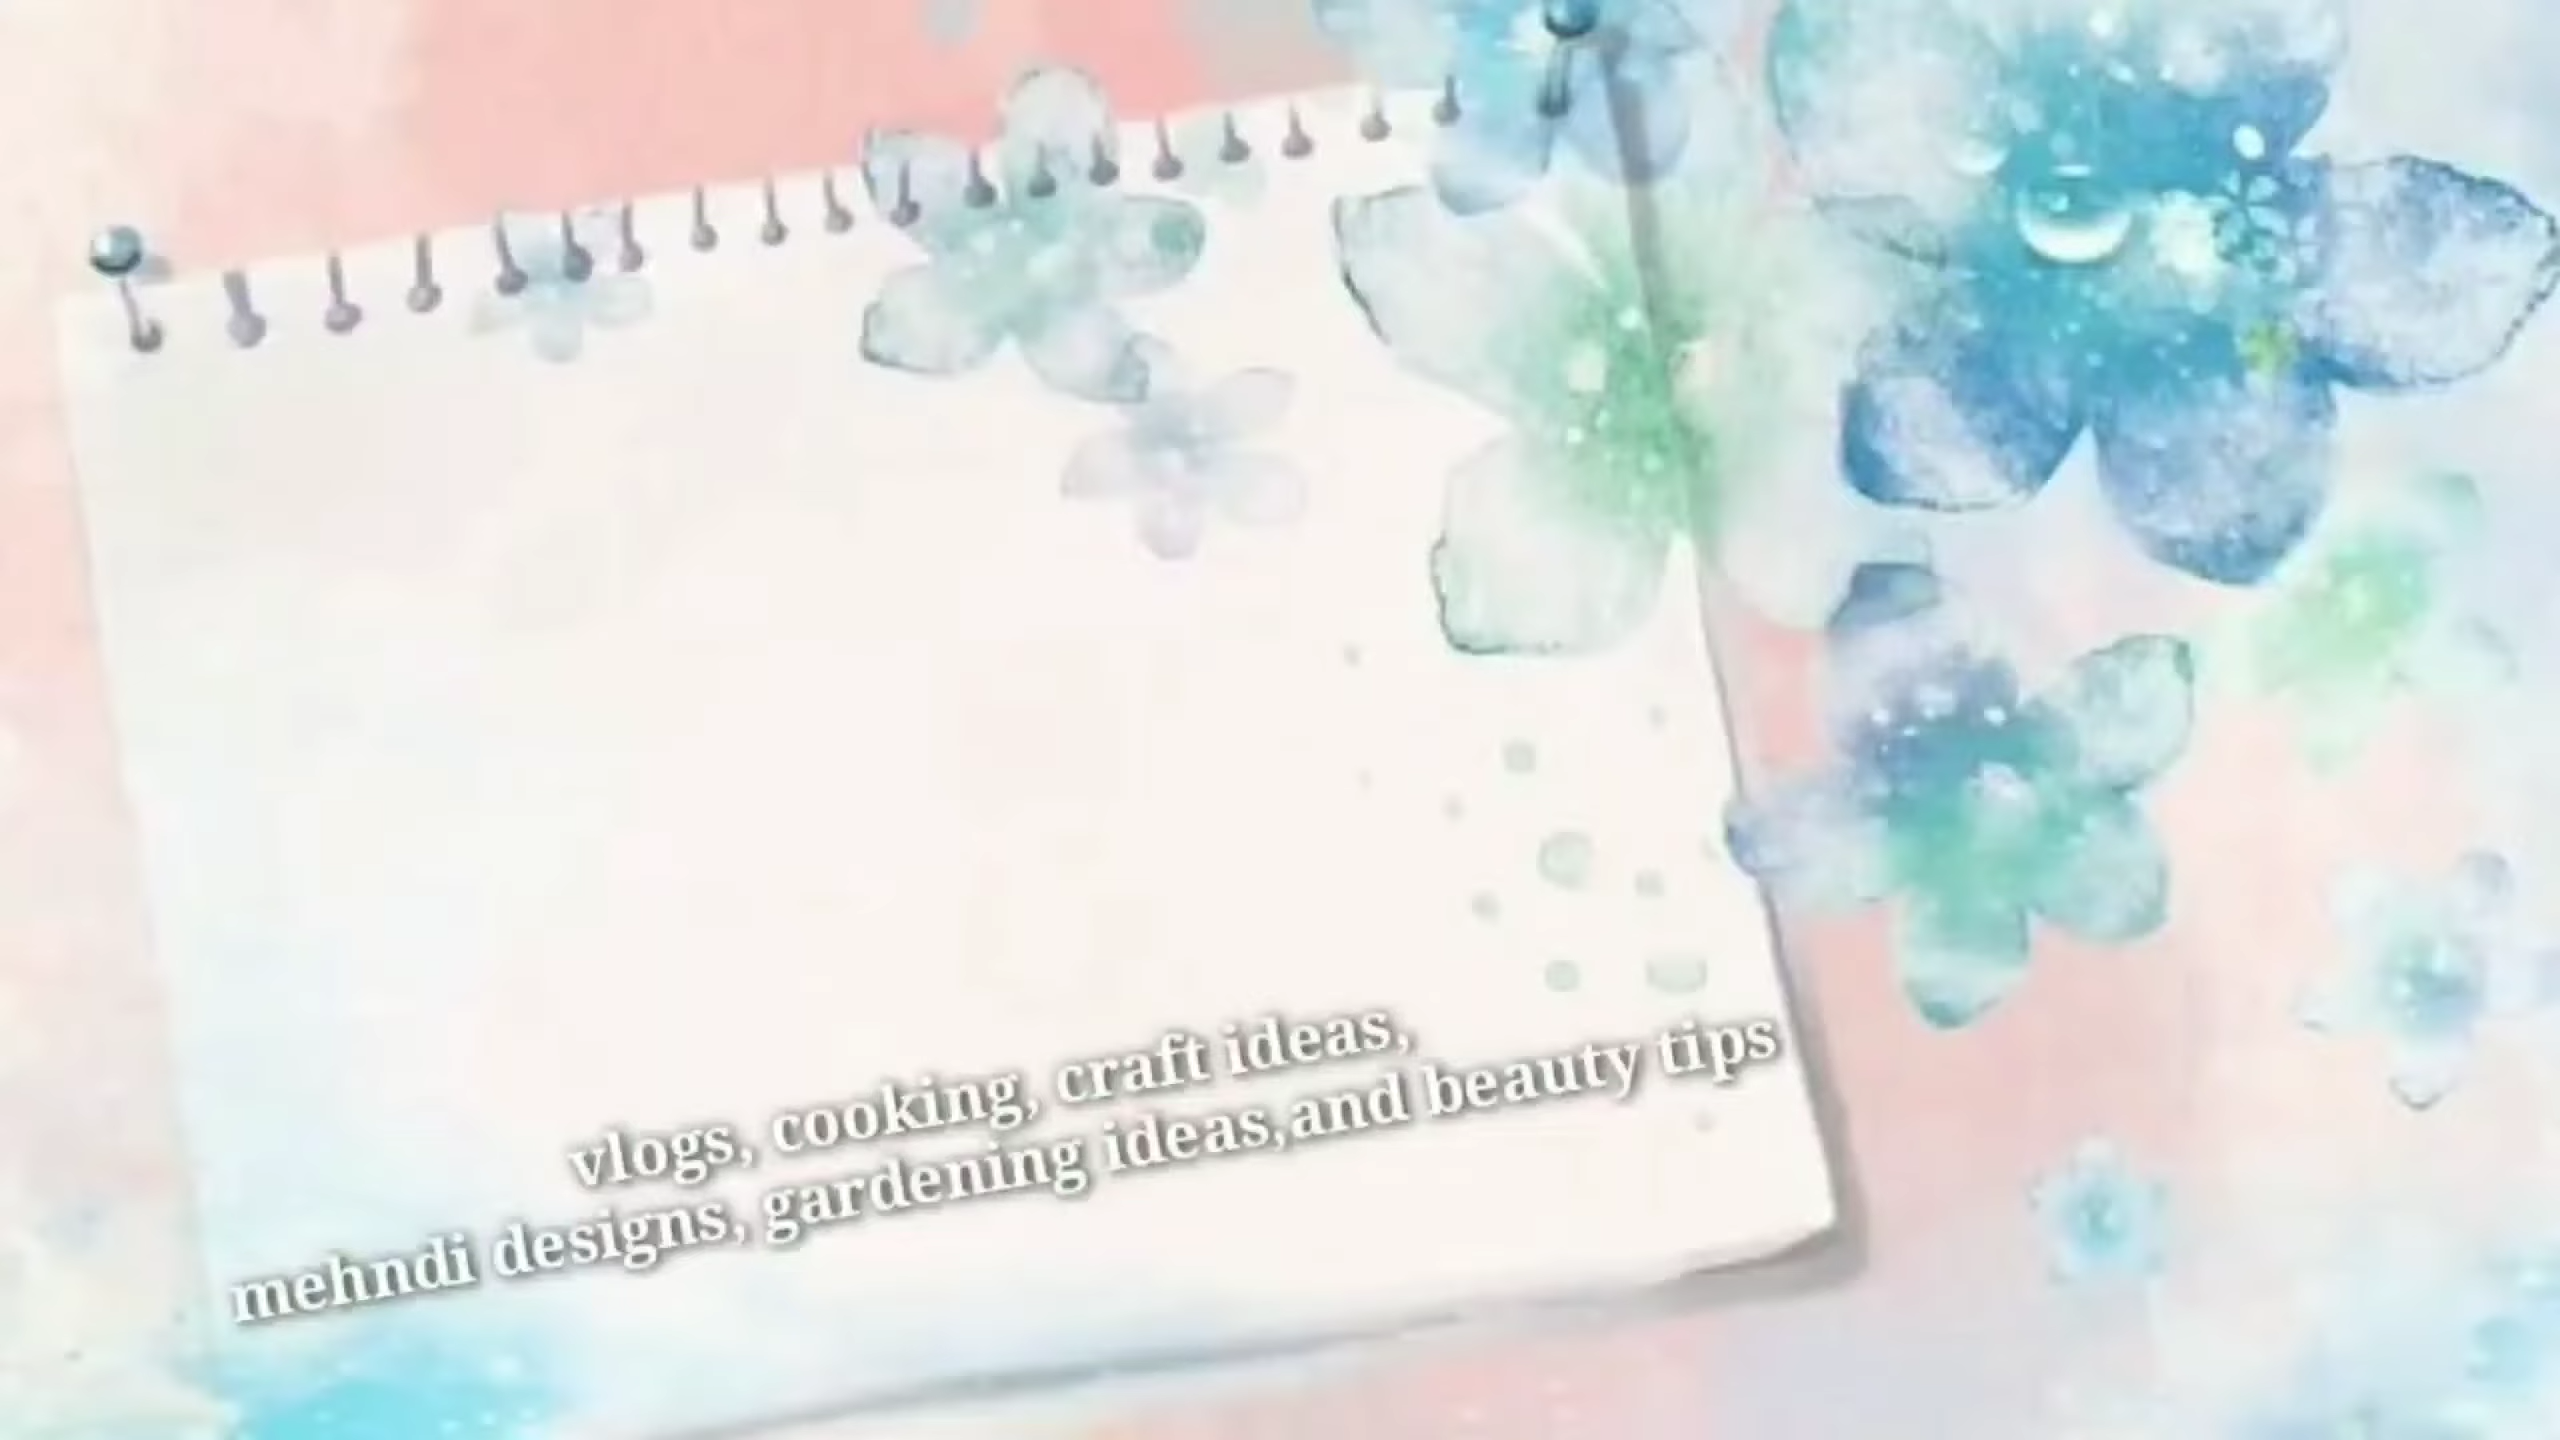 vlogs, cooking, craft ideas,
mehndi designs, gardening ideas,and beauty tips